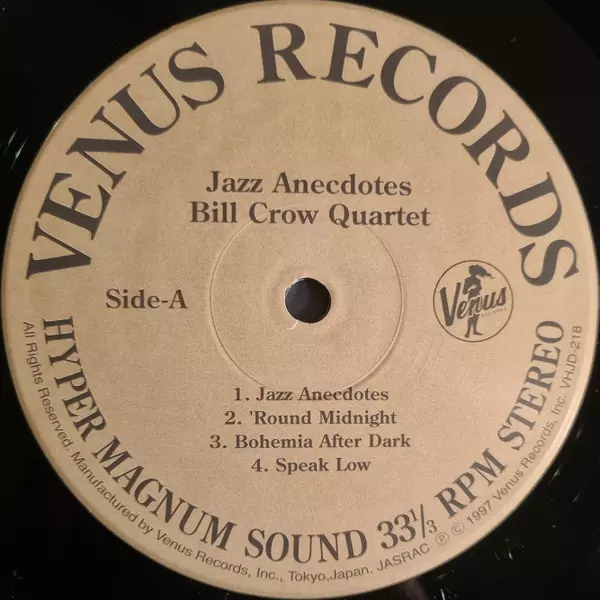 VENUS RECORDS
Jazz Anecdotes
Bill Crow Quartet
Side-A
Venus
RECORDS
1. Jazz Anecdotes
2. 'Round Midnight
3. Bohemia After Dark
4. Speak Low
HYPER MAGNUM SOUND 33⅓ RPM STEREO
All Rights Reserved. Manufactured by Venus Records, Inc., Tokyo,Japan. JASRAC Ⓟ © 1997 Venus Records, Inc. VHJD-218